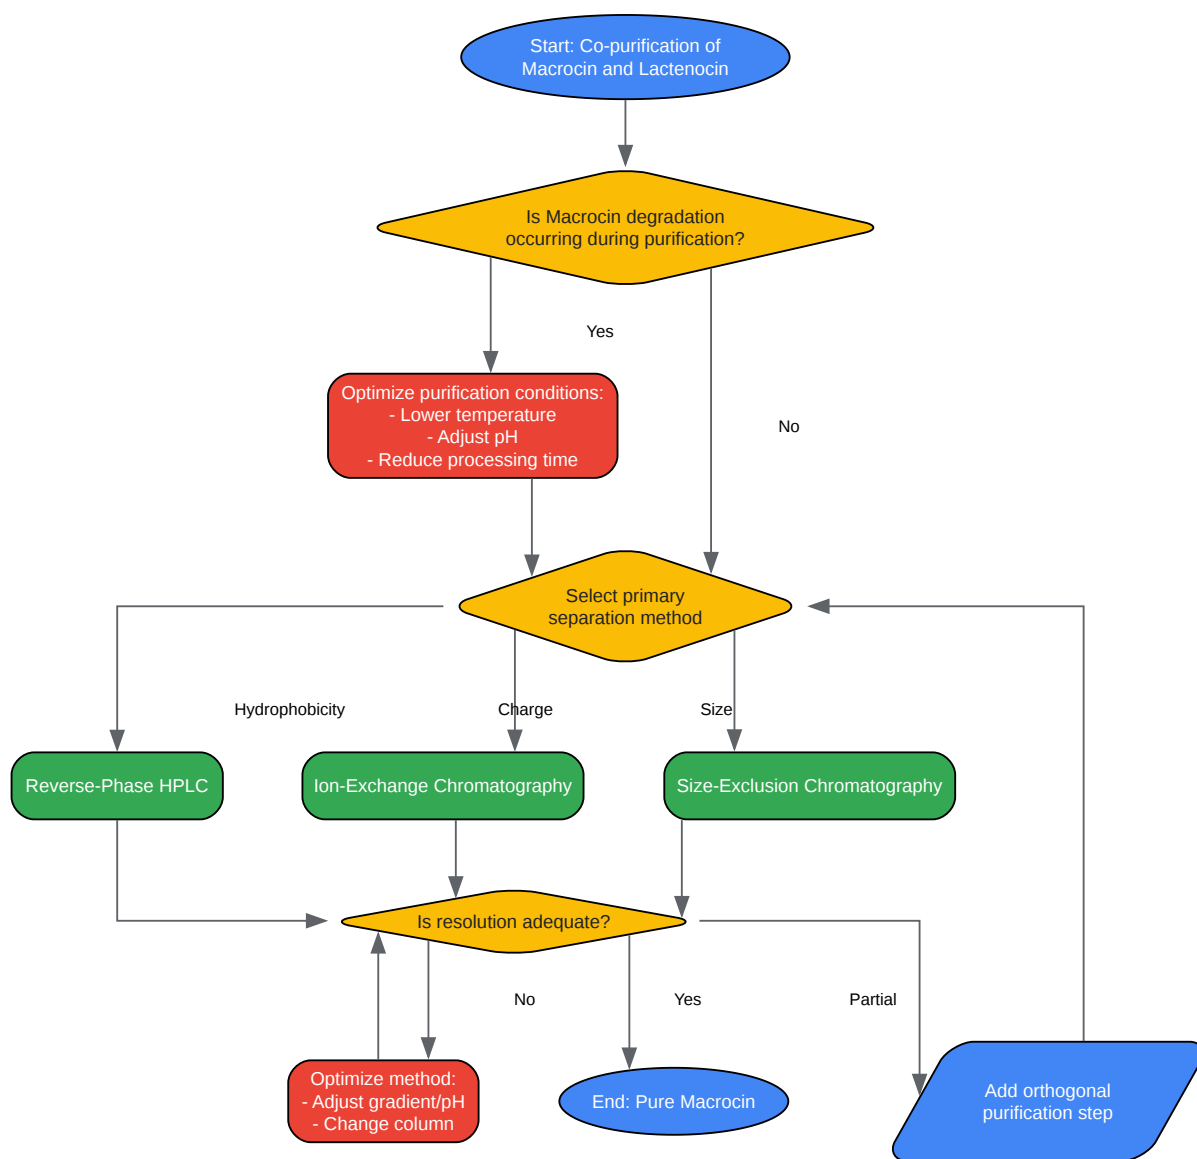 Start: Co-purification of
Macrocin and Lactenocin
Is Macrocin degradation
occurring during purification?
Yes
Optimize purification conditions:
- Lower temperature
- Adjust pH
- Reduce processing time
No
Select primary
separation method
Hydrophobicity
Charge
Size
Reverse-Phase HPLC
Ion-Exchange Chromatography
Size-Exclusion Chromatography
Is resolution adequate?
No
Yes
Partial
Optimize method:
- Adjust gradient/pH
- Change column
End: Pure Macrocin
Add orthogonal
purification step